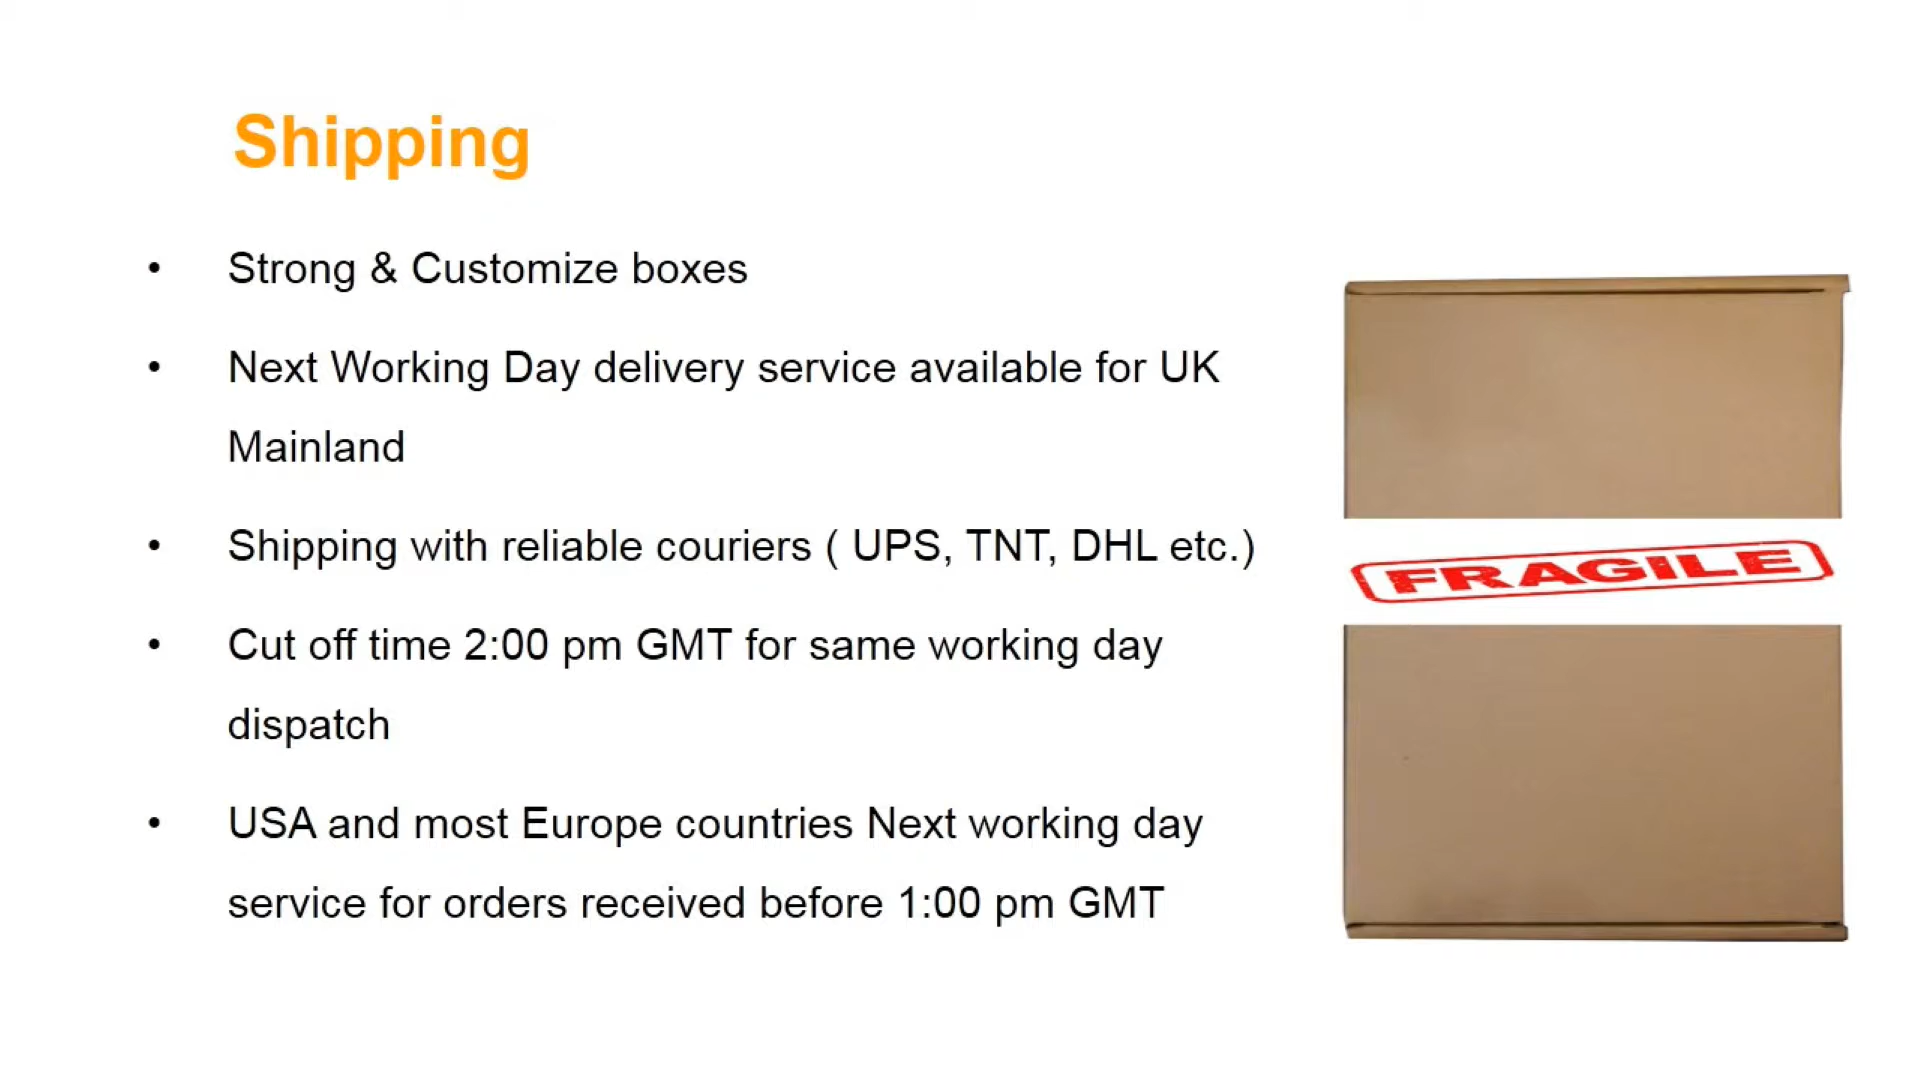 Shipping
• Strong & Customize boxes
• Next Working Day delivery service available for UK
Mainland
• Shipping with reliable couriers ( UPS, TNT, DHL etc.)
FRAGILE
• Cut off time 2:00 pm GMT for same working day
dispatch
• USA and most Europe countries Next working day
service for orders received before 1:00 pm GMT